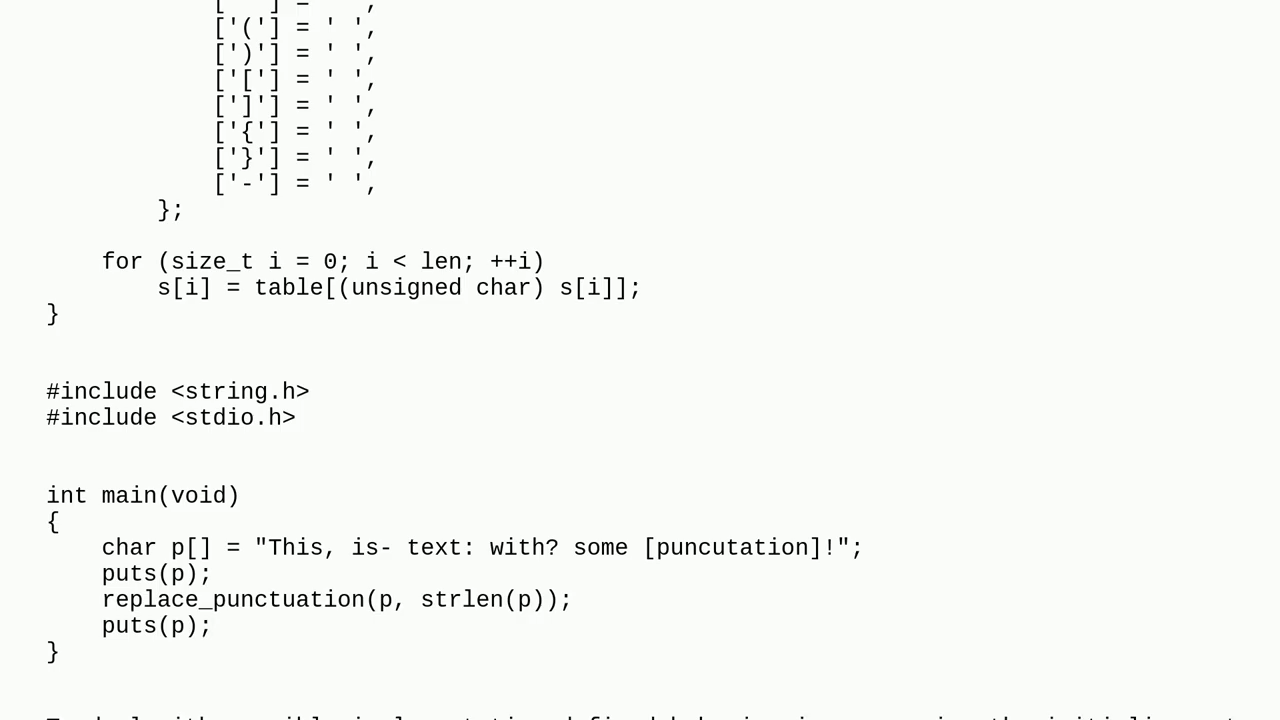 ['('] = ' ',
[')'] = ' ',
['['] = ' ',
[']'] = ' ',
['{'] = ' ',
['}'] = ' ',
['-'] = ' ',
};
for (size_t i = 0; i < len; ++i)
s[i] = table[(unsigned char) s[i]];
}
#include <string.h>
#include <stdio.h>
int main(void)
{
char p[] = "This, is- text: with? some [puncutation]!";
puts(p);
replace_punctuation(p, strlen(p));
puts(p);
}